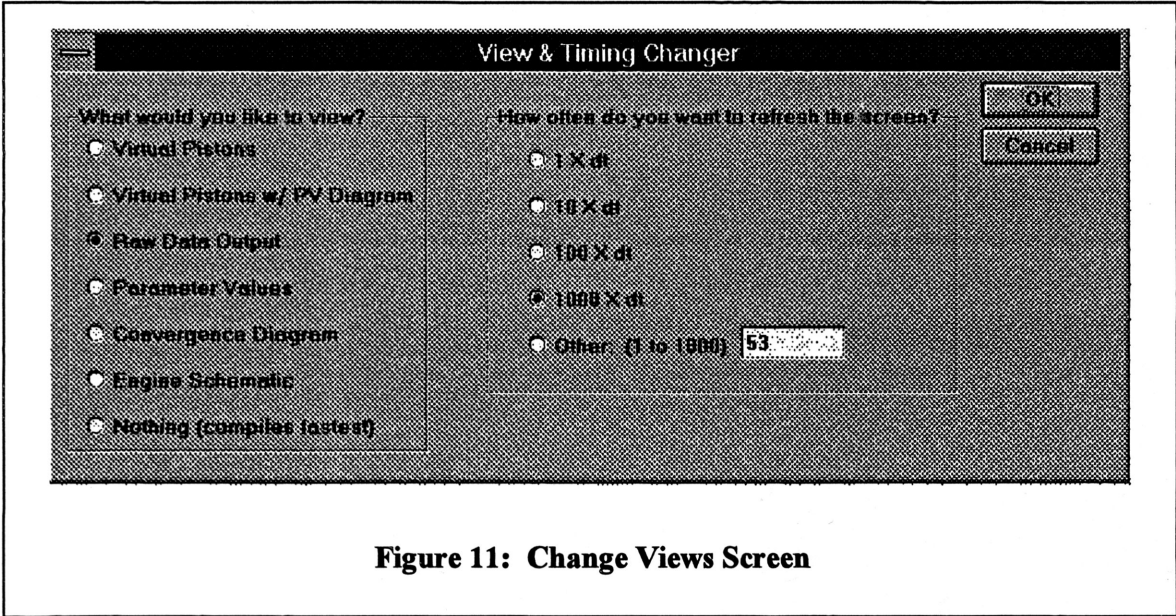 View & Timing Changer
What would you like to view?
Virtual Pistons
Virtual Pistons w/ PV Diagram
Raw Data Output
Parameter Values
Convergence Diagram
Engine Schematic
Nothing (compiles fastest)
How often do you want to refresh the screen?
1 X dt
10 X dt
100 X dt
1000 X dt
Other: (1 to 1000) 53
OK
Cancel
Figure 11: Change Views Screen